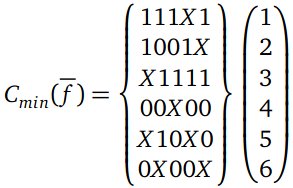 111X1 1
1001X 2
C_min(f̅) = X1111 3
00X00 4
X10X0 5
0X00X 6